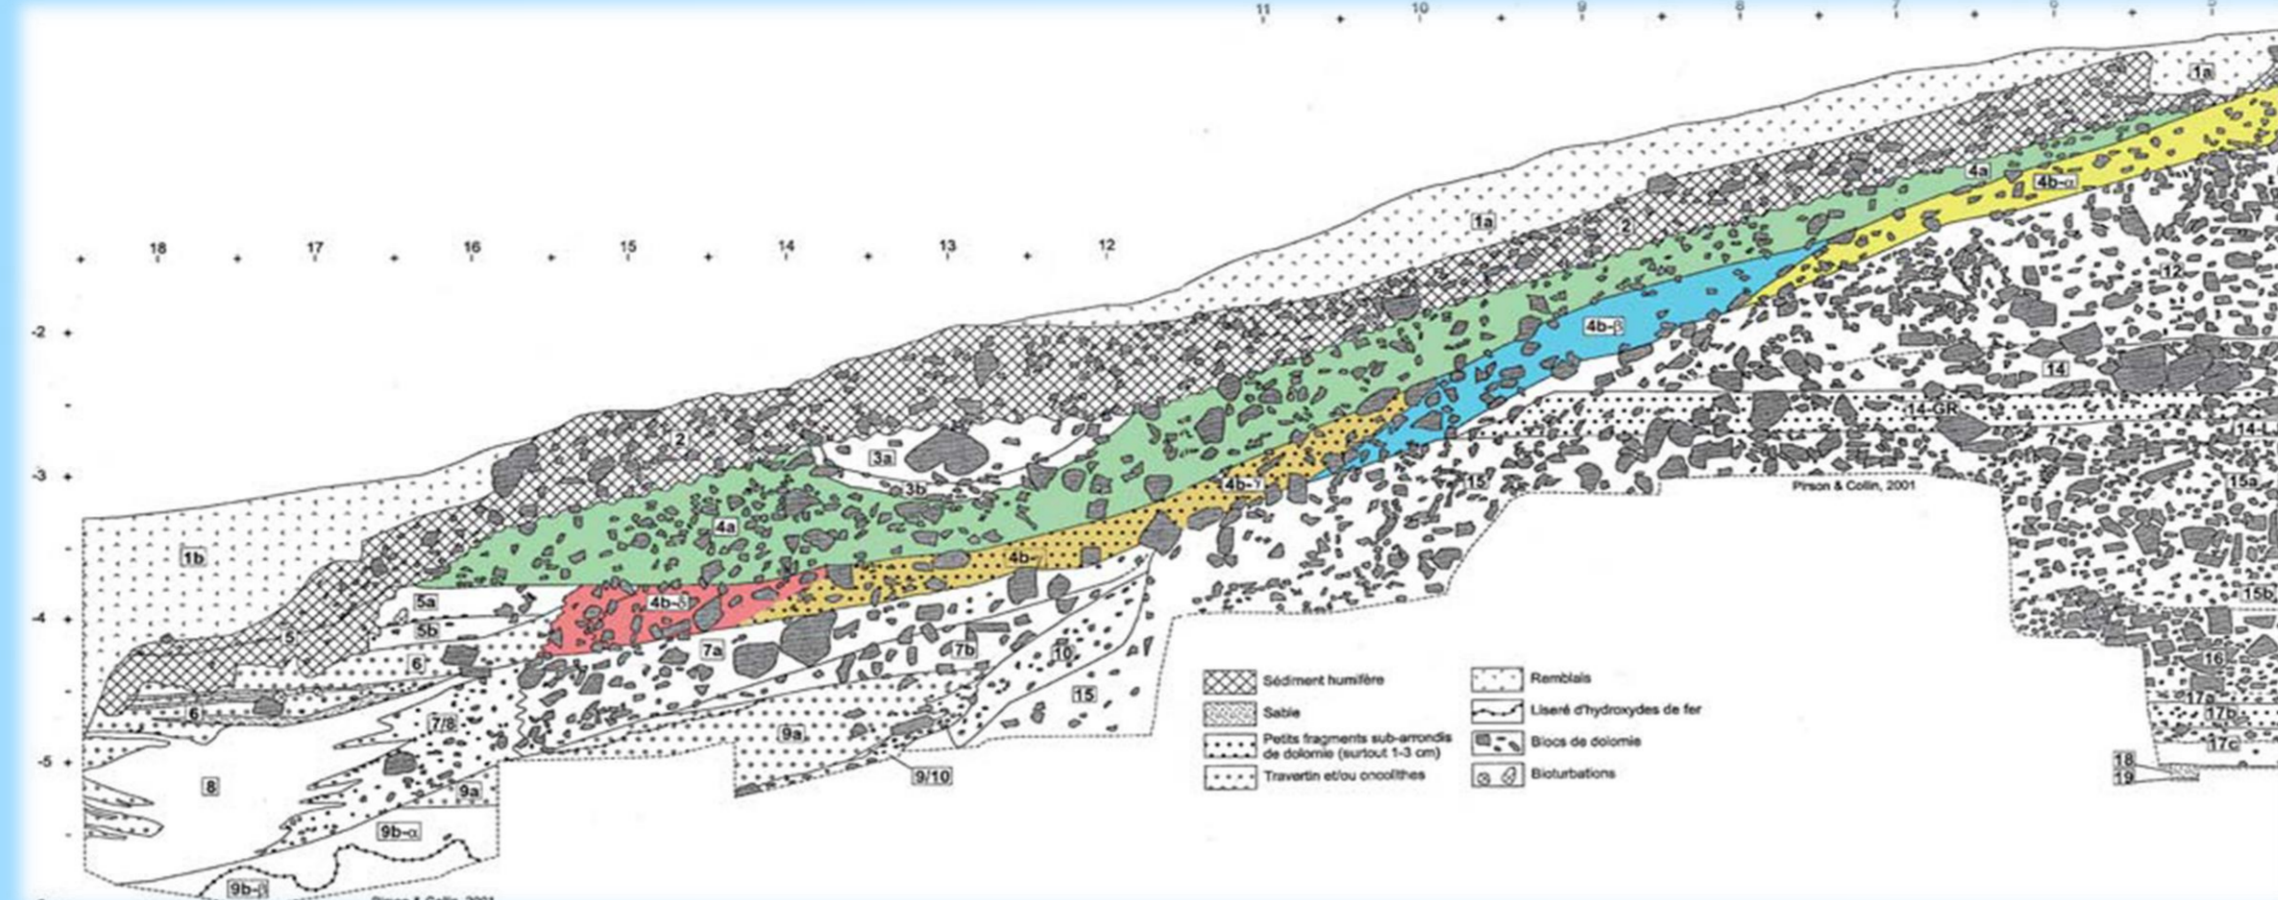 11 10 9 8 7 6
1a
4a
4b-α
1a
2
18 17 16 15 14 13 12
12
-2
4b-β
14
14-GR
2
3a
-3
3b
4b-γ
15
15a
Pirson & Collin, 2001
4a
1b
4b-γ
5a
4b-δ
15b
-4
5b
5
7a
7b
10
6
16
15
17a
6
7/8
9a
17b
17c
-5
8
9a
9/10
18
19
9b-α
9b-β
Sédiment humifère
Sable
Petits fragments sub-arrondis
de dolomie (surtout 1-3 cm)
Travertin et/ou oncolithes
Remblais
Liseré d'hydroxydes de fer
Blocs de dolomie
Bioturbations